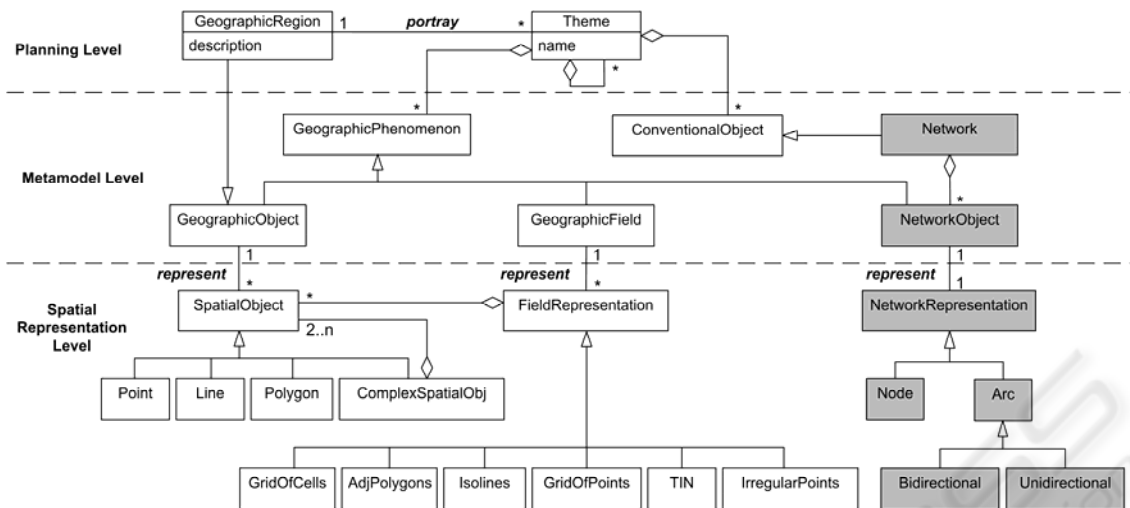 GeographicRegion
description
1
portray
*
Theme
name
*
Planning Level
*
GeographicPhenomenon
*
ConventionalObject
Network
Metamodel Level
*
GeographicObject
GeographicField
NetworkObject
1
1
1
represent
represent
represent
*
*
1
Spatial
Representation
Level
SpatialObject
*
2..n
FieldRepresentation
NetworkRepresentation
Point
Line
Polygon
ComplexSpatialObj
Node
Arc
GridOfCells
AdjPolygons
Isolines
GridOfPoints
TIN
IrregularPoints
Bidirectional
Unidirectional